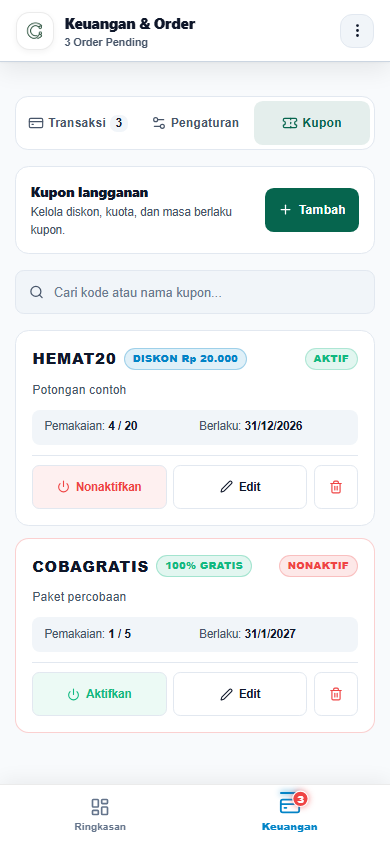 Keuangan & Order
3 Order Pending
Transaksi 3 Pengaturan Kupon
Kupon langganan
Kelola diskon, kuota, dan masa berlaku
kupon.
Tambah
Cari kode atau nama kupon...
HEMAT20 DISKON Rp 20.000 AKTIF
Potongan contoh
Pemakaian: 4 / 20 Berlaku: 31/12/2026
Nonaktifkan Edit
COBAGRATIS 100% GRATIS NONAKTIF
Paket percobaan
Pemakaian: 1 / 5 Berlaku: 31/1/2027
Aktifkan Edit
3
Ringkasan Keuangan